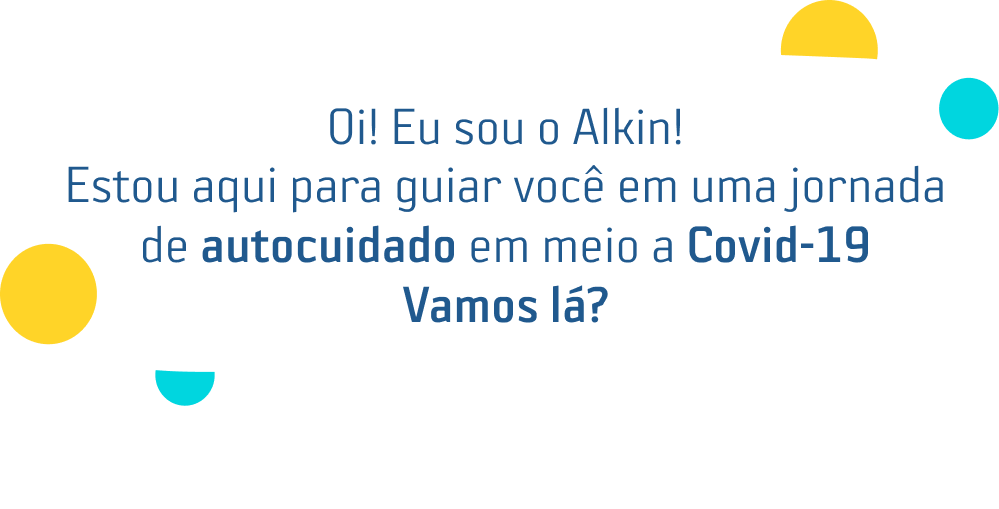 Oi! Eu sou o Alkin!
Estou aqui para guiar você em uma jornada
de autocuidado em meio a Covid-19
Vamos lá?